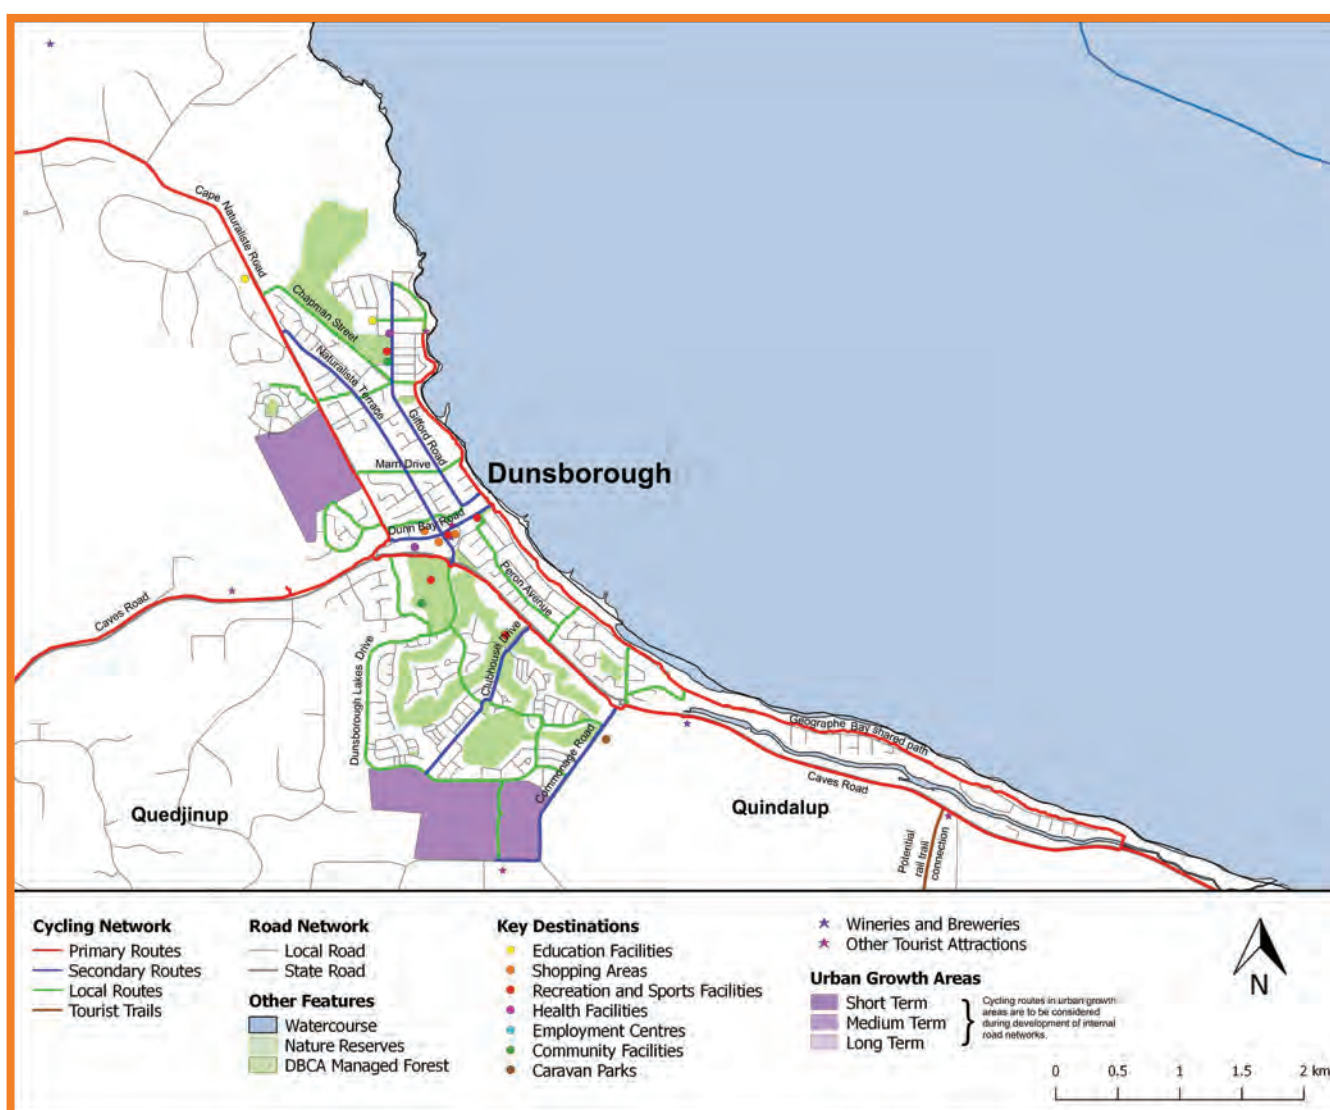 Cape Naturaliste Road
Chapman Street
Naturaliste Terrace
Gifford Road
Marri Drive
Dunsborough
Dunn Bay Road
Peron Avenue
Caves Road
Dunsborough Lakes Drive
Clubhouse Drive
Commonage Road
Geographe Bay shared path
Caves Road
Quedjinup
Quindalup
Potential
rail trail
connection
Cycling Network
Primary Routes
Secondary Routes
Local Routes
Tourist Trails
Road Network
Local Road
State Road
Other Features
Watercourse
Nature Reserves
DBCA Managed Forest
Key Destinations
Education Facilities
Shopping Areas
Recreation and Sports Facilities
Health Facilities
Employment Centres
Community Facilities
Caravan Parks
Wineries and Breweries
Other Tourist Attractions
Urban Growth Areas
Short Term
Medium Term
Long Term
Cycling routes in urban growth
areas are to be considered
during development of internal
road networks.
N
0 0.5 1 1.5 2 km